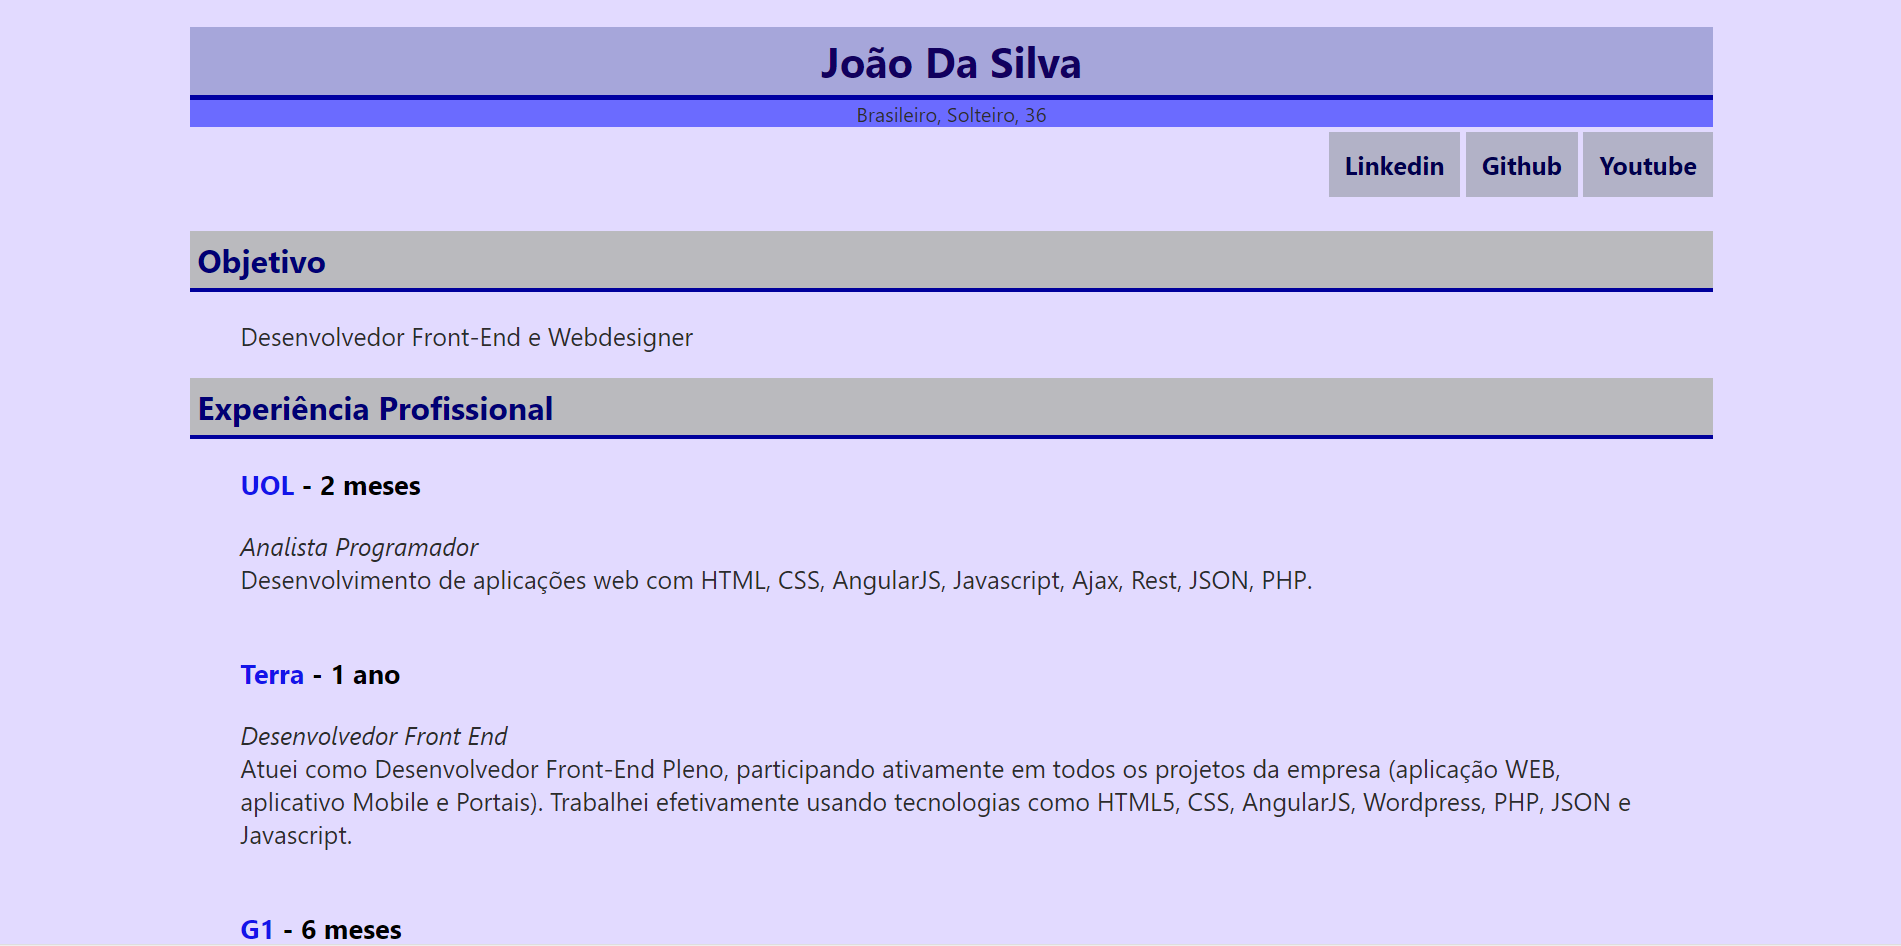 João Da Silva
Brasileiro, Solteiro, 36
Linkedin Github Youtube
Objetivo
Desenvolvedor Front-End e Webdesigner
Experiência Profissional
UOL - 2 meses
Analista Programador
Desenvolvimento de aplicações web com HTML, CSS, AngularJS, Javascript, Ajax, Rest, JSON, PHP.
Terra - 1 ano
Desenvolvedor Front End
Atuei como Desenvolvedor Front-End Pleno, participando ativamente em todos os projetos da empresa (aplicação WEB,
aplicativo Mobile e Portais). Trabalhei efetivamente usando tecnologias como HTML5, CSS, AngularJS, Wordpress, PHP, JSON e
Javascript.
G1 - 6 meses